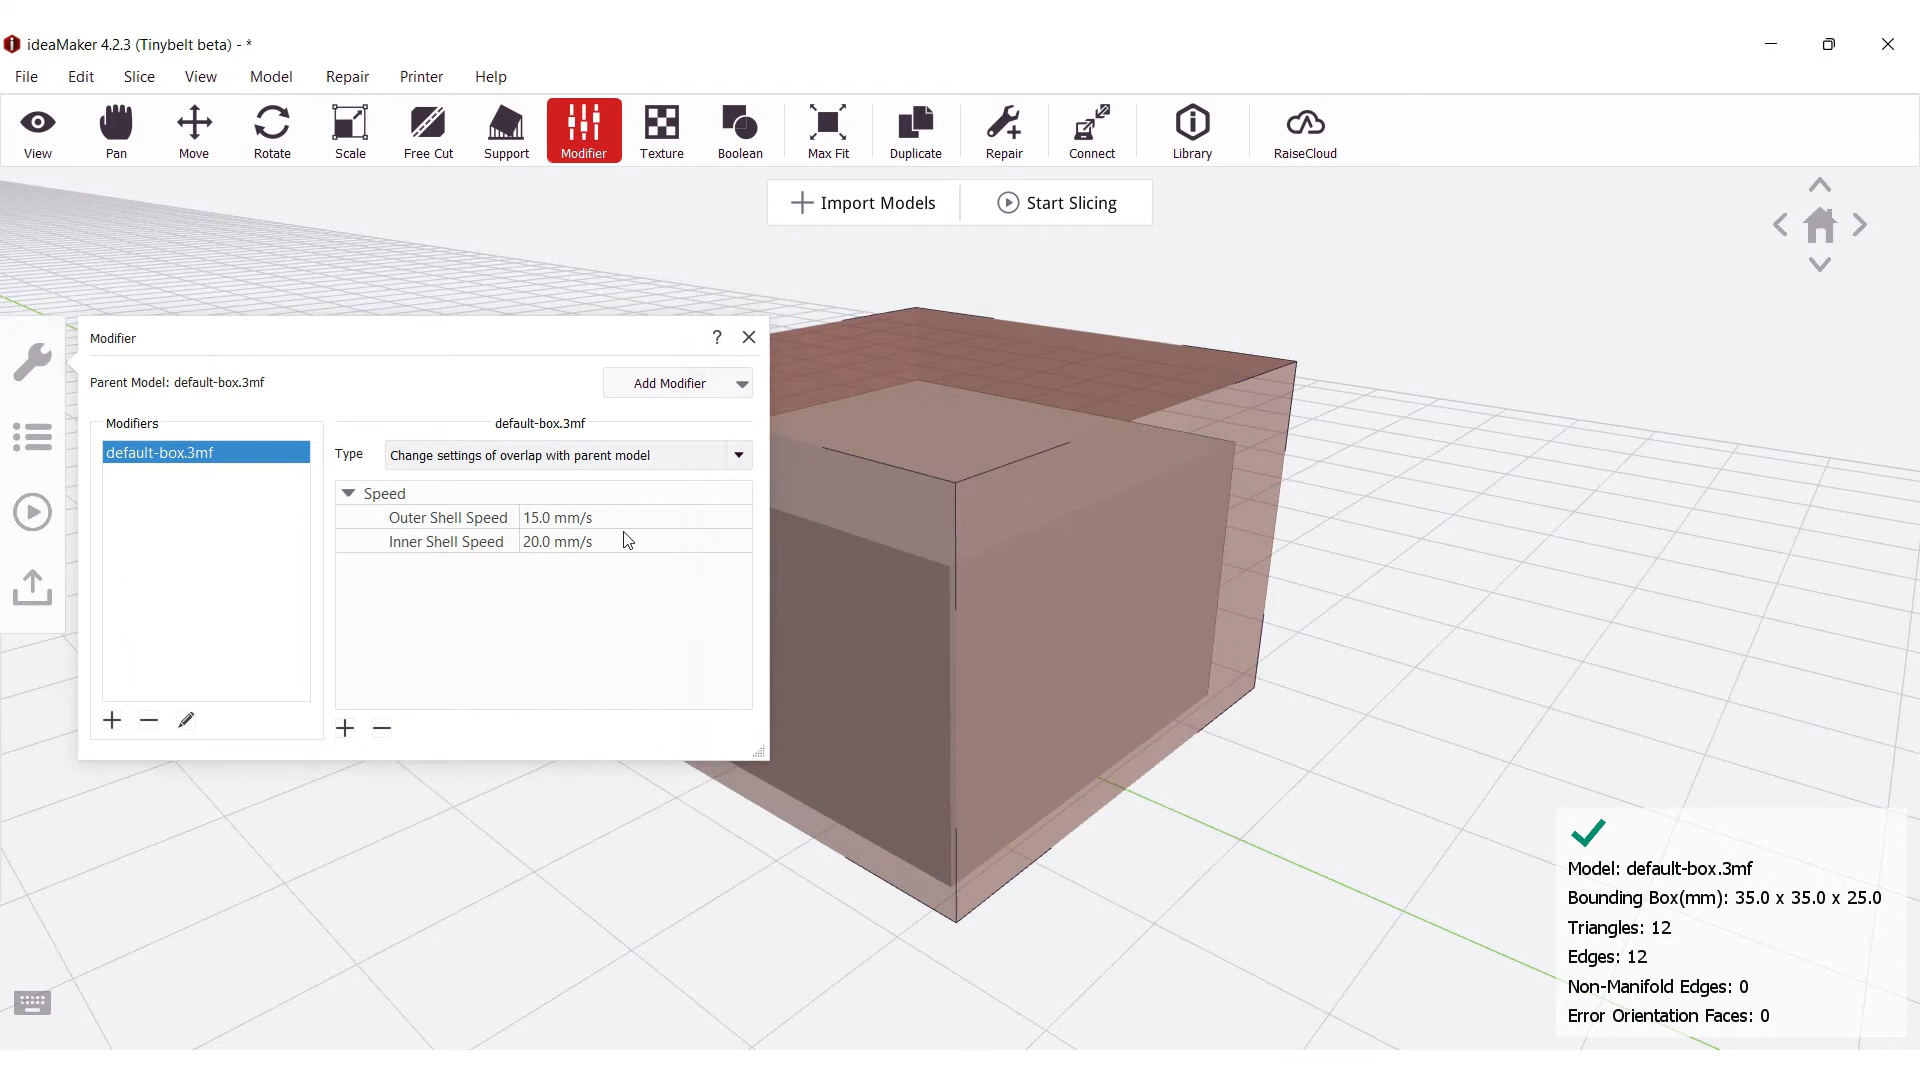 ideaMaker 4.2.3 (Tinybelt beta) - *
File Edit Slice View Model Repair Printer Help
View Pan Move Rotate Scale Free Cut Support Modifier Texture Boolean Max Fit Duplicate Repair Connect Library RaiseCloud
Import Models Start Slicing
Modifier ?
Parent Model: default-box.3mf Add Modifier
Modifiers
default-box.3mf
default-box.3mf
Type Change settings of overlap with parent model
Speed
Outer Shell Speed 15.0 mm/s
Inner Shell Speed 20.0 mm/s
Model: default-box.3mf
Bounding Box(mm): 35.0 x 35.0 x 25.0
Triangles: 12
Edges: 12
Non-Manifold Edges: 0
Error Orientation Faces: 0